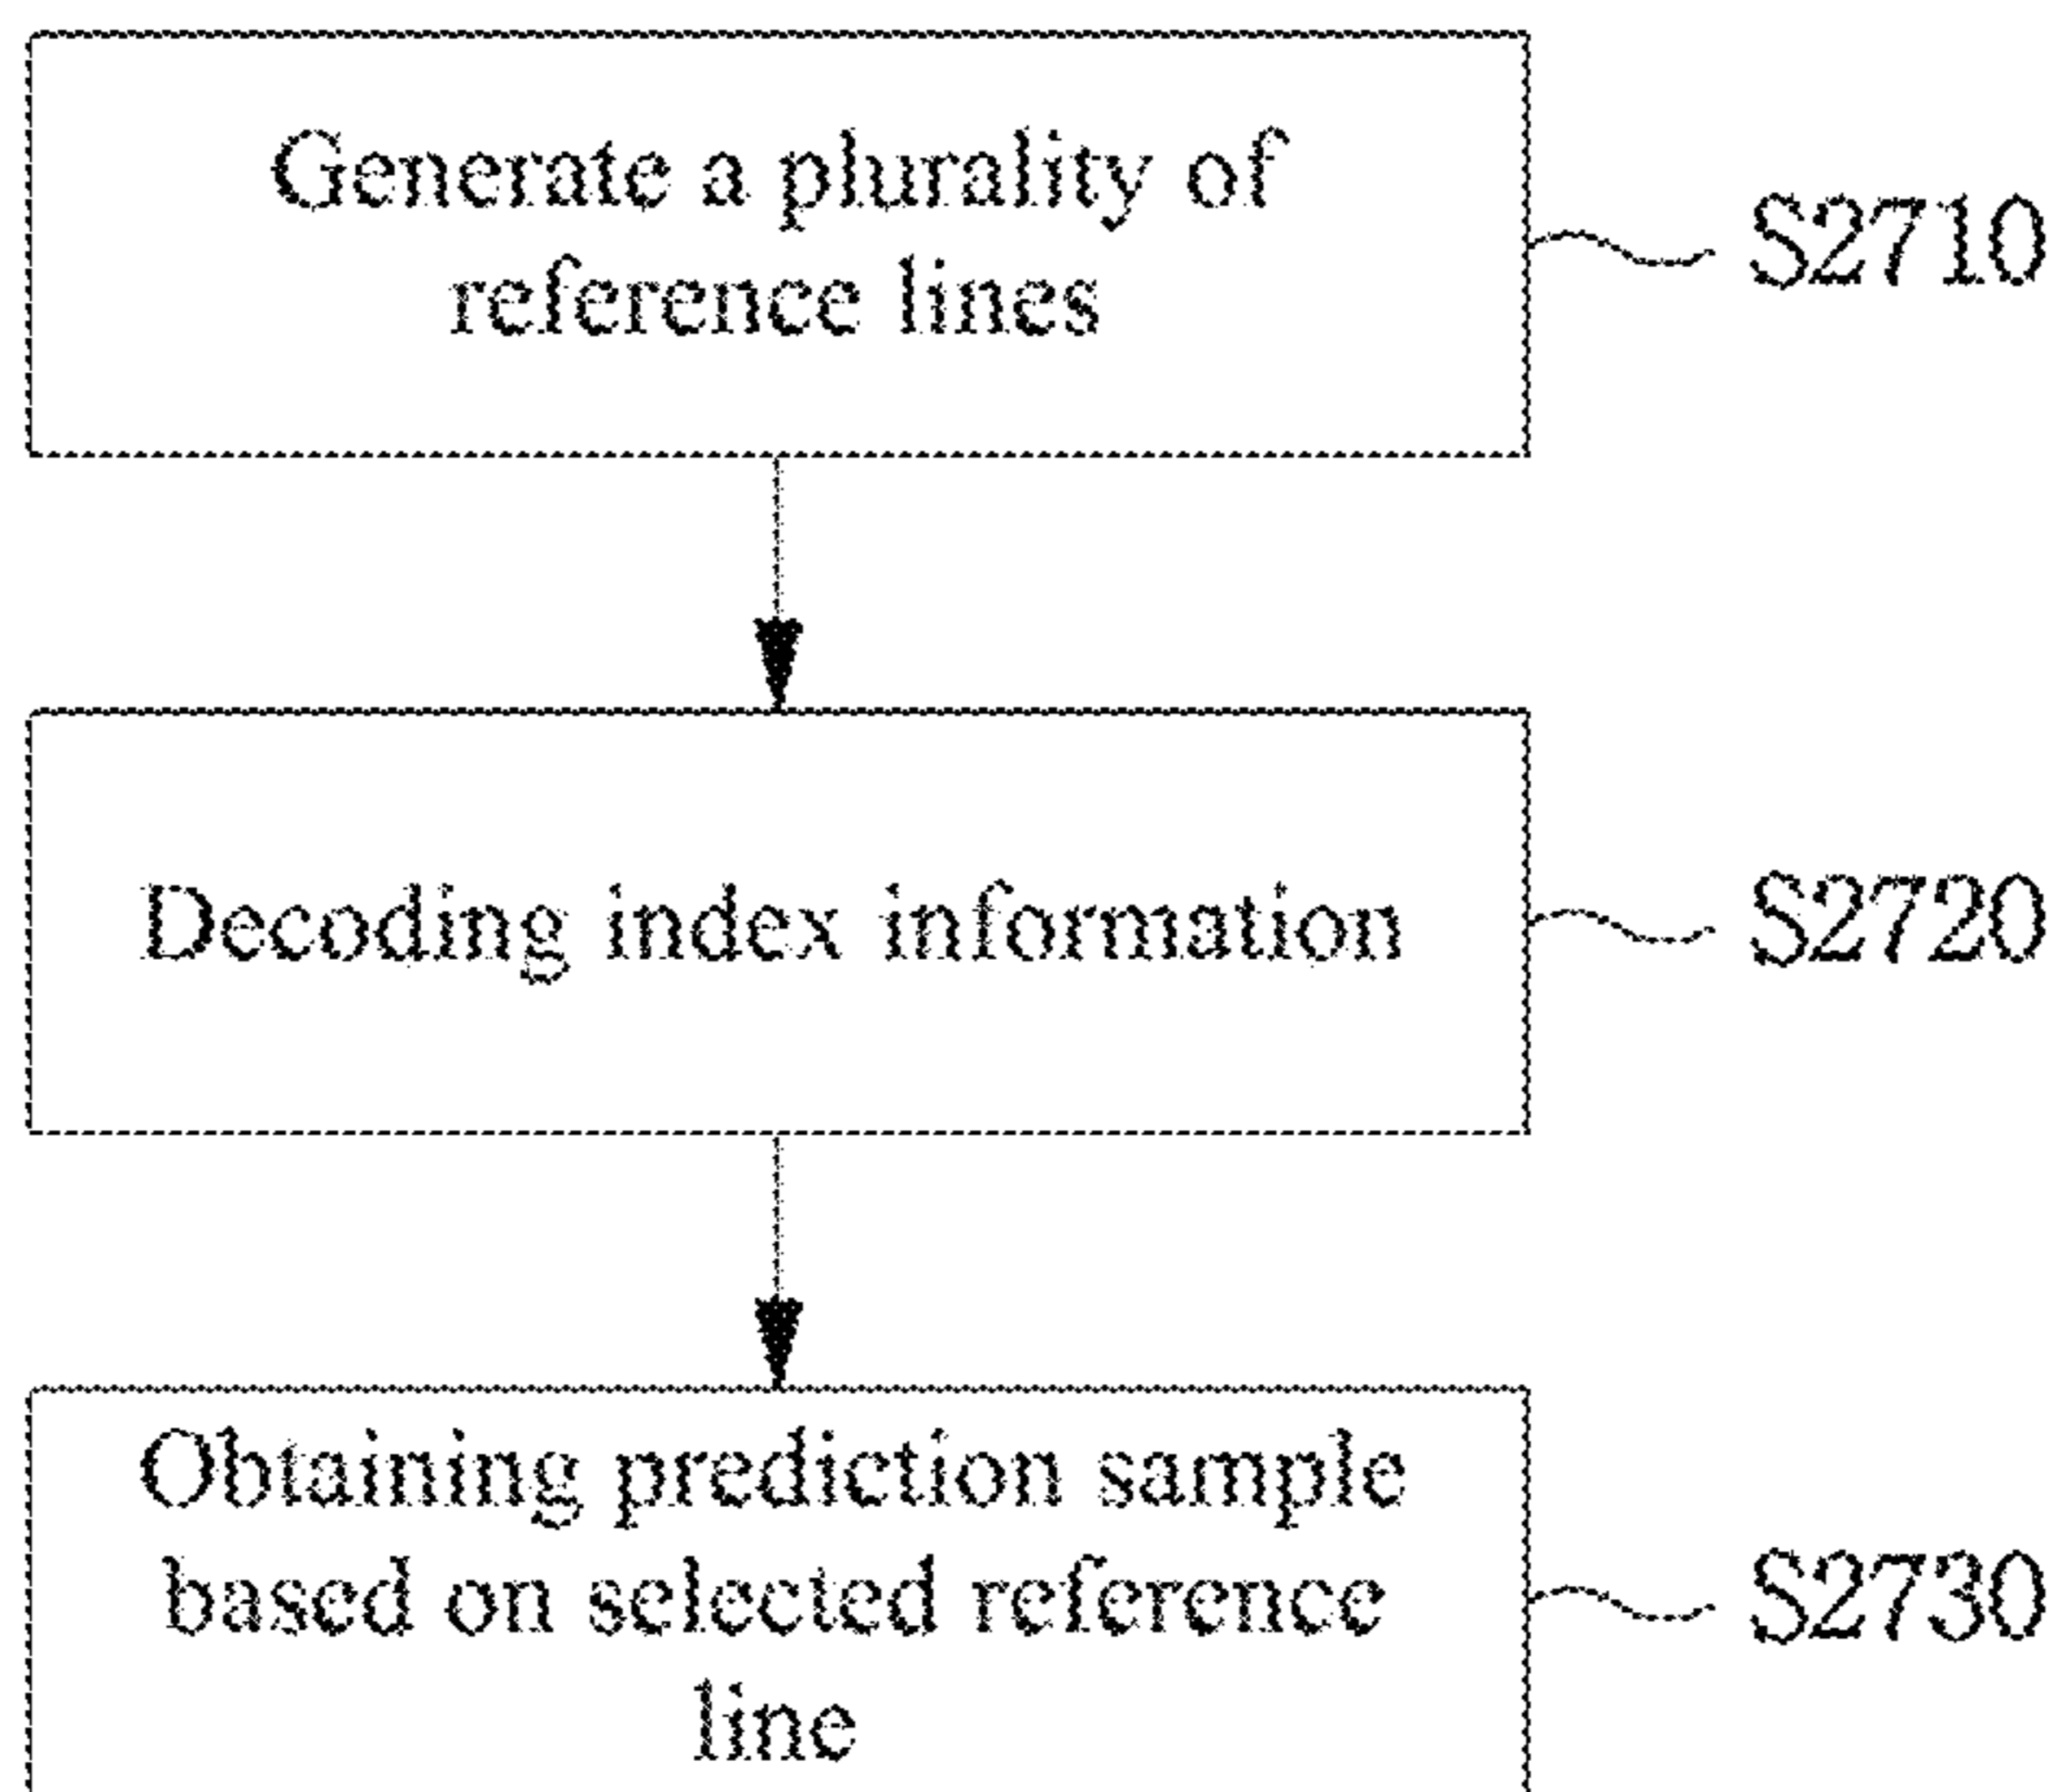 Generate a plurality of
reference lines
S2710
Decoding index information
S2720
Obtaining prediction sample
based on selected reference
line
S2730